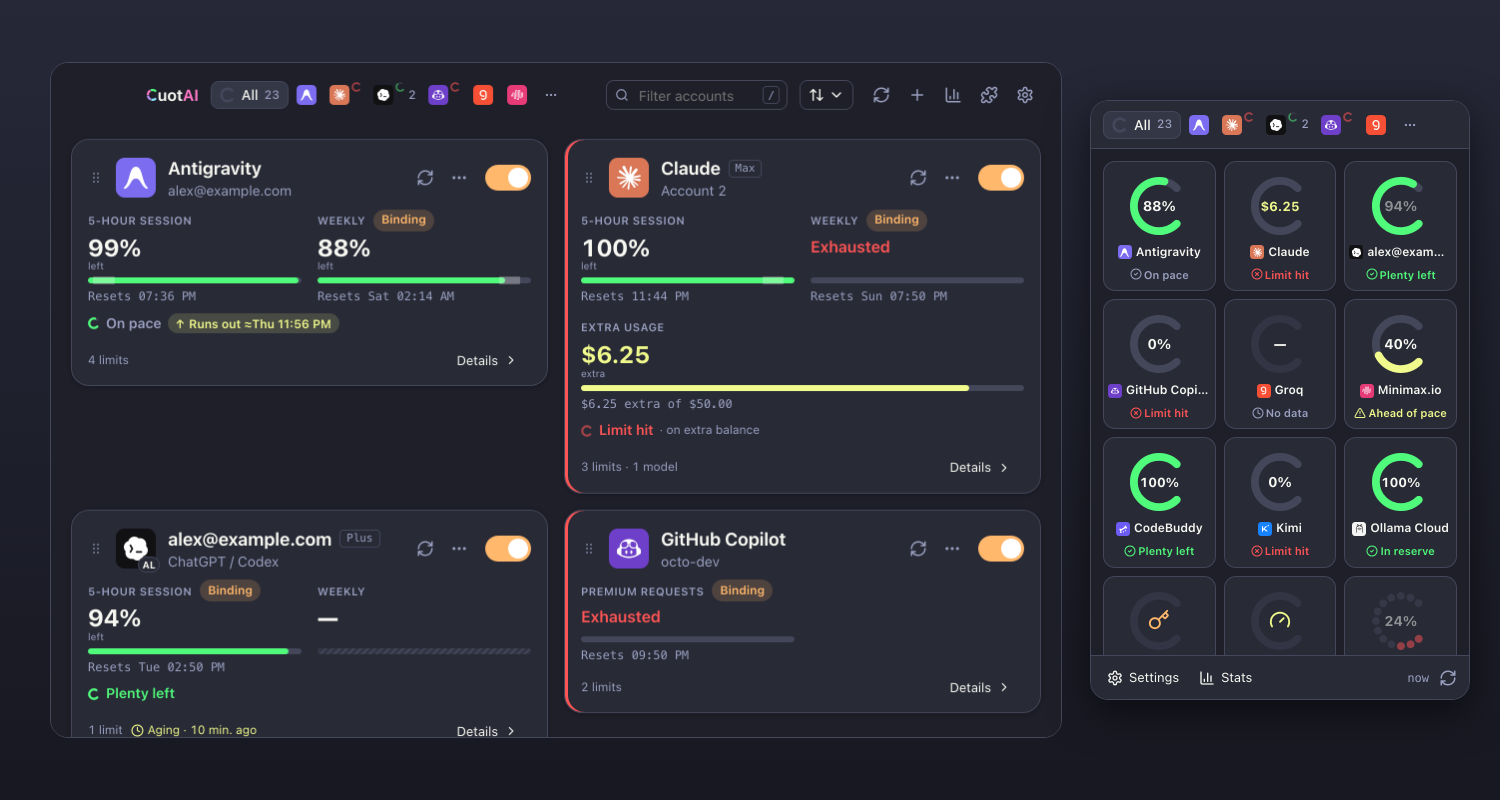 CuotAI All 23 2 ··· Filter accounts /
Antigravity
alex@example.com
5-HOUR SESSION WEEKLY Binding
99% 88%
left left
Resets 07:36 PM Resets Sat 02:14 AM
On pace ↑ Runs out ≈Thu 11:56 PM
4 limits Details
Claude Max
Account 2
5-HOUR SESSION WEEKLY Binding
100% Exhausted
left
Resets 11:44 PM Resets Sun 07:50 PM
EXTRA USAGE
$6.25
extra
$6.25 extra of $50.00
Limit hit · on extra balance
3 limits · 1 model Details
alex@example.com Plus
AL ChatGPT / Codex
5-HOUR SESSION Binding WEEKLY
94% —
left
Resets Tue 02:50 PM
Plenty left
1 limit Aging · 10 min. ago Details
GitHub Copilot
octo-dev
PREMIUM REQUESTS Binding
Exhausted
Resets 09:50 PM
2 limits Details
All 23 2 ···
88% $6.25 94%
Antigravity Claude alex@exam...
On pace Limit hit Plenty left
0% — 40%
GitHub Copi... Groq Minimax.io
Limit hit No data Ahead of pace
100% 0% 100%
CodeBuddy Kimi Ollama Cloud
Plenty left Limit hit In reserve
24%
Settings Stats now